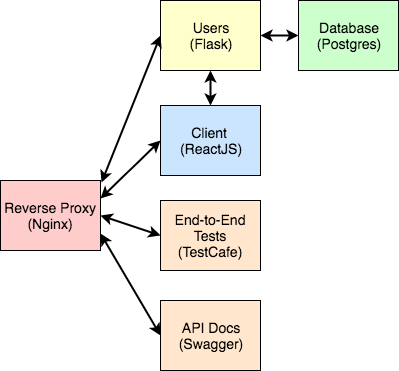 Users
(Flask)
Database
(Postgres)
Client
(ReactJS)
Reverse Proxy
(Nginx)
End-to-End
Tests
(TestCafe)
API Docs
(Swagger)